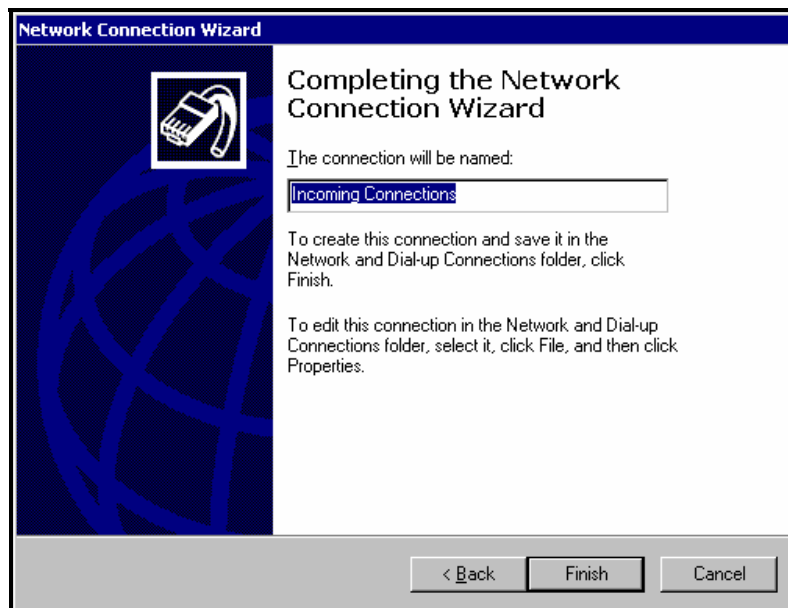 Network Connection Wizard
Completing the Network
Connection Wizard
The connection will be named:
Incoming Connections
To create this connection and save it in the
Network and Dial-up Connections folder, click
Finish.
To edit this connection in the Network and Dial-up
Connections folder, select it, click File, and then click
Properties.
< Back
Finish
Cancel